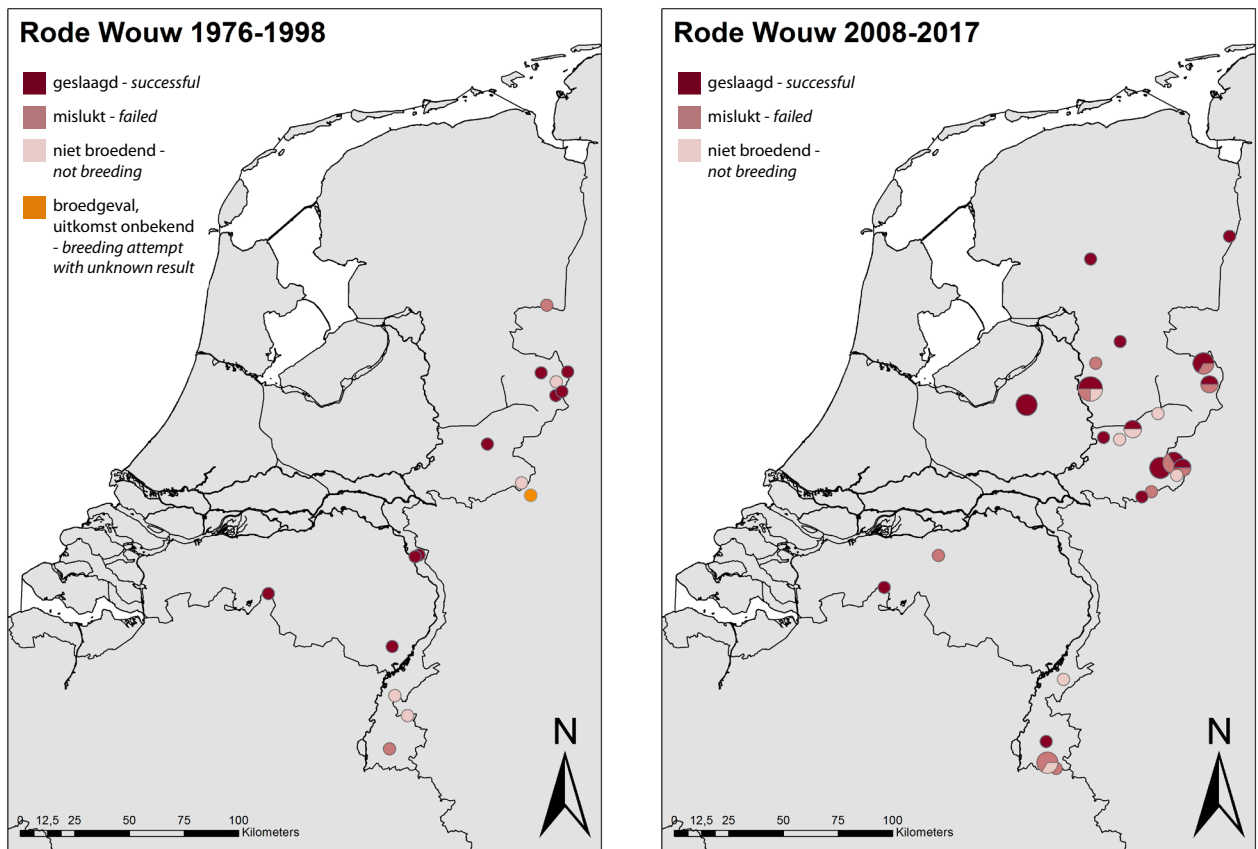 Rode Wouw 1976-1998
geslaagd - successful
mislukt - failed
niet broedend -
not breeding
broedgeval,
uitkomst onbekend
- breeding attempt
with unknown result
N
0 12,5 25 50 75 100
Kilometers
Rode Wouw 2008-2017
geslaagd - successful
mislukt - failed
niet broedend -
not breeding
N
0 12,5 25 50 75 100
Kilometers